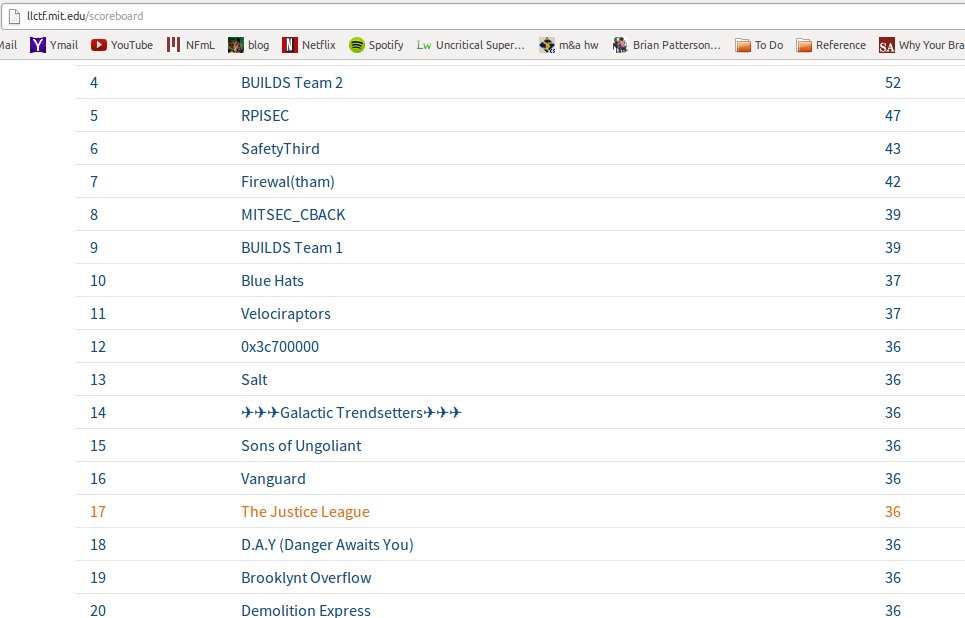 llctf.mit.edu/scoreboard
Mail Ymail YouTube NFmL blog Netflix Spotify Lw Uncritical Super... m&a hw Brian Patterson... To Do Reference SA Why Your Bra
4 BUILDS Team 2 52
5 RPISEC 47
6 SafetyThird 43
7 Firewal(tham) 42
8 MITSEC_CBACK 39
9 BUILDS Team 1 39
10 Blue Hats 37
11 Velociraptors 37
12 0x3c700000 36
13 Salt 36
14 ✈✈✈Galactic Trendsetters✈✈✈ 36
15 Sons of Ungoliant 36
16 Vanguard 36
17 The Justice League 36
18 D.A.Y (Danger Awaits You) 36
19 Brooklynt Overflow 36
20 Demolition Express 36